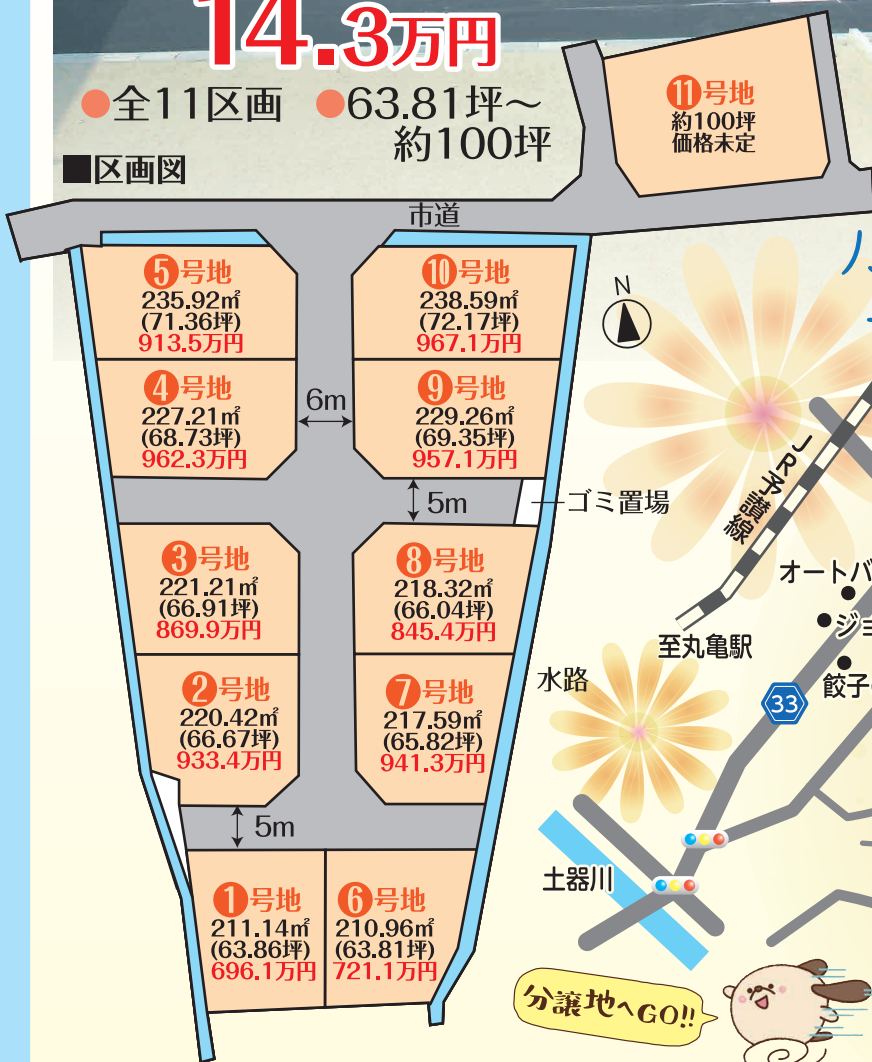 14.3万円
●全11区画 ●63.81坪～
約100坪
■区画図
⑪号地
約100坪
価格未定
市道
⑤号地
235.92㎡
(71.36坪)
913.5万円
⑩号地
238.59㎡
(72.17坪)
967.1万円
N
④号地
227.21㎡
(68.73坪)
962.3万円
6m
⑨号地
229.26㎡
(69.35坪)
957.1万円
5m
ゴミ置場
JR予讃線
③号地
221.21㎡
(66.91坪)
869.9万円
⑧号地
218.32㎡
(66.04坪)
845.4万円
オートバ
ジョ
至丸亀駅
餃子
水路
33
②号地
220.42㎡
(66.67坪)
933.4万円
⑦号地
217.59㎡
(65.82坪)
941.3万円
5m
土器川
①号地
211.14㎡
(63.86坪)
696.1万円
⑥号地
210.96㎡
(63.81坪)
721.1万円
分譲地へGO!!